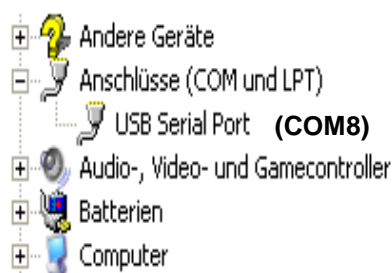 Andere Geräte
Anschlüsse (COM und LPT)
USB Serial Port (COM8)
Audio-, Video- und Gamecontroller
Batterien
Computer